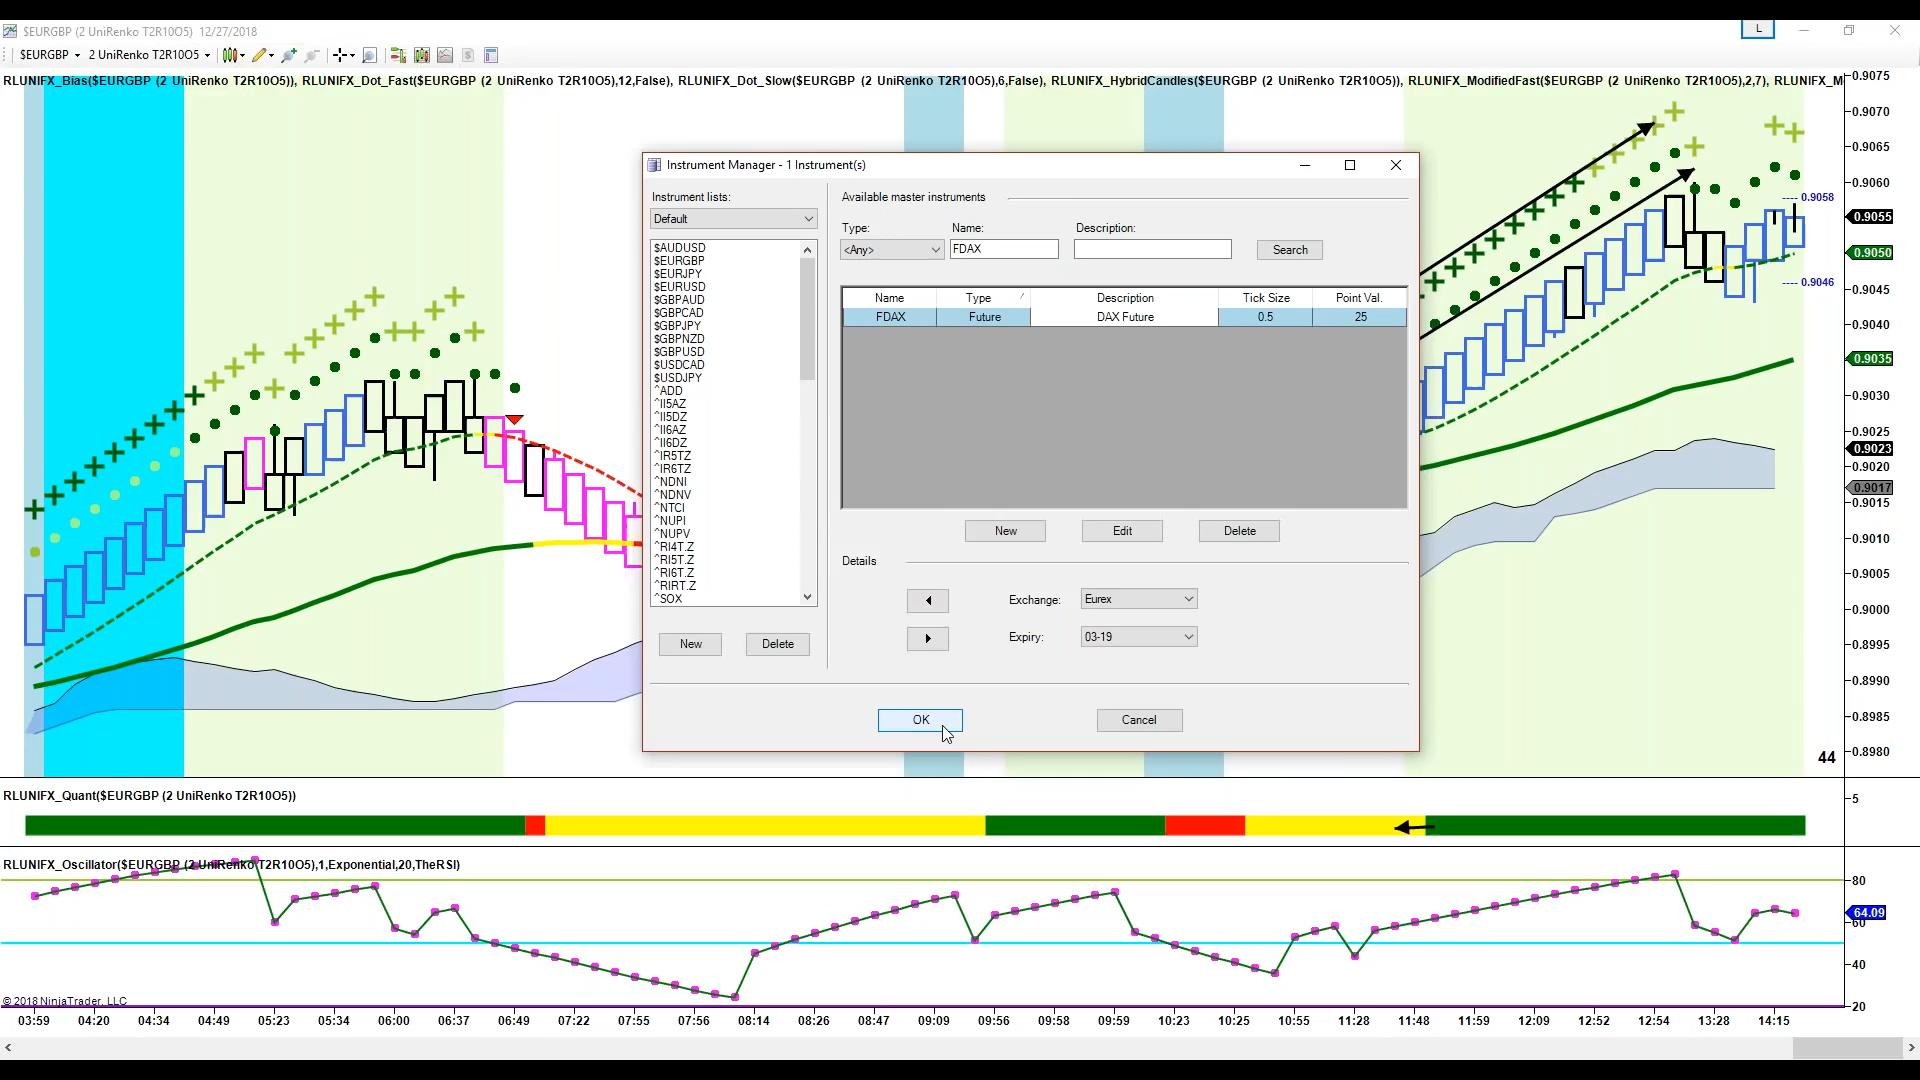 $EURGBP (2 UniRenko T2R10O5) 12/27/2018
L
$EURGBP 2 UniRenko T2R10O5
RLUNIFX_Bias($EURGBP (2 UniRenko T2R10O5)), RLUNIFX_Dot_Fast($EURGBP (2 UniRenko T2R10O5),12,False), RLUNIFX_Dot_Slow($EURGBP (2 UniRenko T2R10O5),6,False), RLUNIFX_HybridCandles($EURGBP (2 UniRenko T2R10O5)), RLUNIFX_ModifiedFast($EURGBP (2 UniRenko T2R10O5),2,7), RLUNIFX_M
Instrument Manager - 1 Instrument(s)
Instrument lists:
Default
$AUDUSD
$EURGBP
$EURJPY
$EURUSD
$GBPAUD
$GBPCAD
$GBPJPY
$GBPNZD
$GBPUSD
$USDCAD
$USDJPY
^ADD
^II5AZ
^II5DZ
^II6AZ
^II6DZ
^IR5TZ
^IR6TZ
^NDNI
^NDNV
^NTCI
^NUPI
^NUPV
^RI4T.Z
^RI5T.Z
^RI6T.Z
^RIRT.Z
^SOX
New Delete
Available master instruments
Type: Name: Description:
<Any> FDAX Search
Name Type Description Tick Size Point Val.
FDAX Future DAX Future 0.5 25
New Edit Delete
Details
Exchange: Eurex
Expiry: 03-19
OK Cancel
0.9075
0.9070
0.9065
0.9060
0.9058
0.9055
0.9050
0.9046
0.9045
0.9040
0.9035
0.9030
0.9025
0.9023
0.9020
0.9017
0.9015
0.9010
0.9005
0.9000
0.8995
0.8990
0.8985
0.8980
44
RLUNIFX_Quant($EURGBP (2 UniRenko T2R10O5))
5
RLUNIFX_Oscillator($EURGBP (2 UniRenko T2R10O5),1,Exponential,20,TheRSI)
80
64.09
60
40
20
© 2018 NinjaTrader, LLC
03:59 04:20 04:34 04:49 05:23 05:34 06:00 06:37 06:49 07:22 07:55 07:56 08:14 08:26 08:47 09:09 09:56 09:58 09:59 10:23 10:25 10:55 11:28 11:48 11:59 12:09 12:52 12:54 13:28 14:15